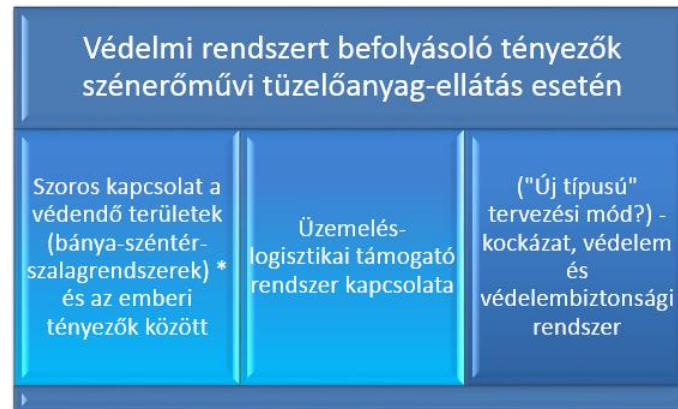 Védelmi rendszert befolyásoló tényezők
szénerőművi tüzelőanyag-ellátás esetén
Szoros kapcsolat a
védendő területek
(bánya-széntér-
szalagrendszerek) *
és az emberi
tényezők között
Üzemelés-
logisztikai támogató
rendszer kapcsolata
("Új típusú"
tervezési mód?) -
kockázat, védelem
és
védelembiztonsági
rendszer